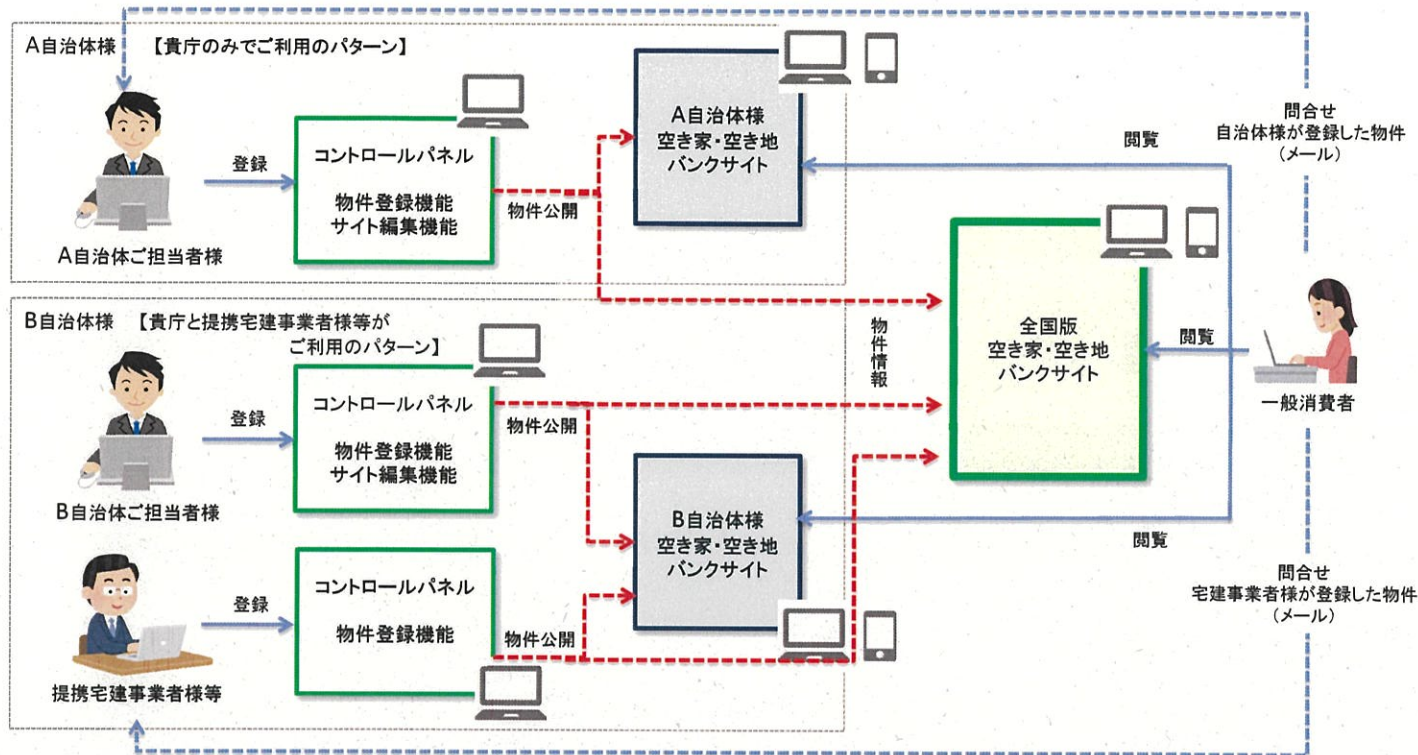 A自治体様 【貴庁のみでご利用のパターン】
A自治体ご担当者様
登録
コントロールパネル
物件登録機能
サイト編集機能
物件公開
A自治体様
空き家・空き地
バンクサイト
閲覧
問合せ
自治体様が登録した物件
（メール）
B自治体様 【貴庁と提携宅建事業者様等が
ご利用のパターン】
B自治体ご担当者様
登録
コントロールパネル
物件登録機能
サイト編集機能
物件公開
物件情報
全国版
空き家・空き地
バンクサイト
閲覧
一般消費者
提携宅建事業者様等
登録
コントロールパネル
物件登録機能
物件公開
B自治体様
空き家・空き地
バンクサイト
閲覧
問合せ
宅建事業者様が登録した物件
（メール）